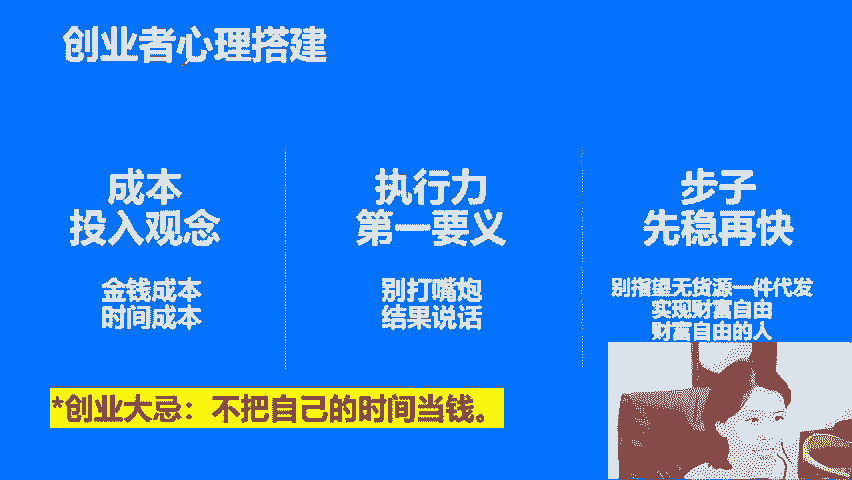 创业者心理搭建
成本
投入观念
金钱成本
时间成本
执行力
第一要义
别打嘴炮
结果说话
步子
先稳再快
别指望无货源一件代发
实现财富自由
财富自由的人
*创业大忌：不把自己的时间当钱。